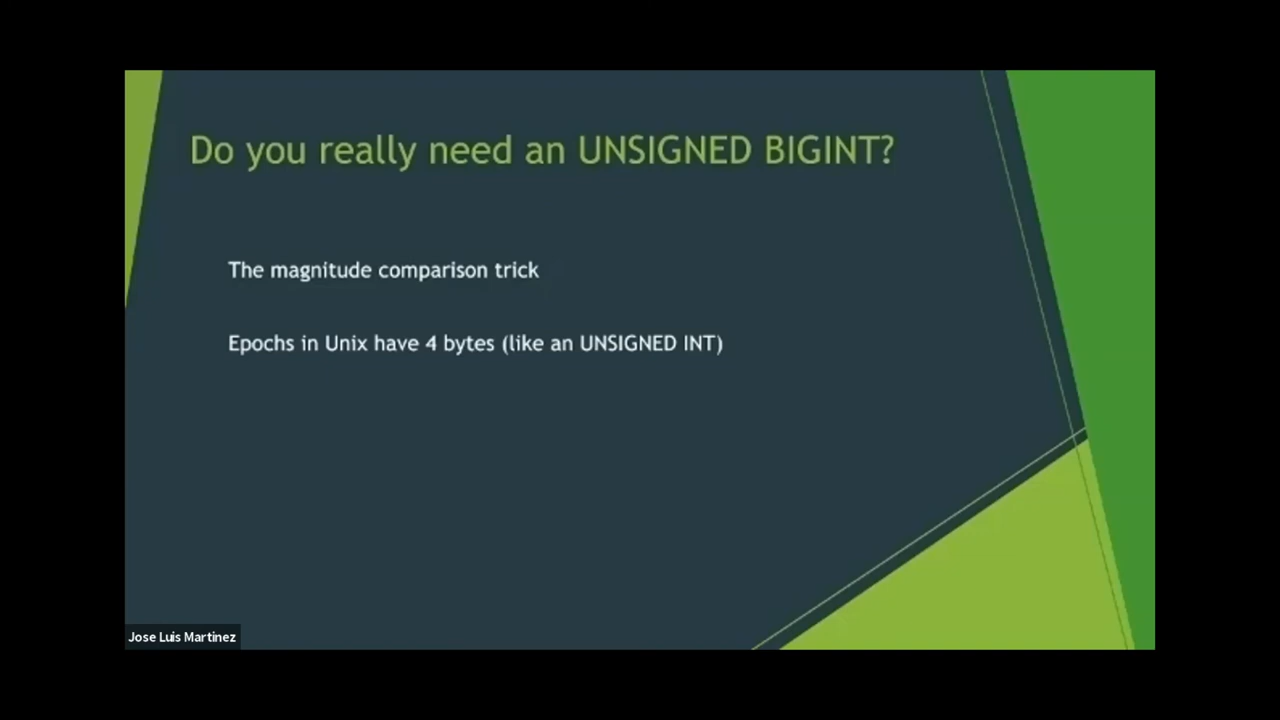 Do you really need an UNSIGNED BIGINT?
The magnitude comparison trick
Epochs in Unix have 4 bytes (like an UNSIGNED INT)
Jose Luis Martinez